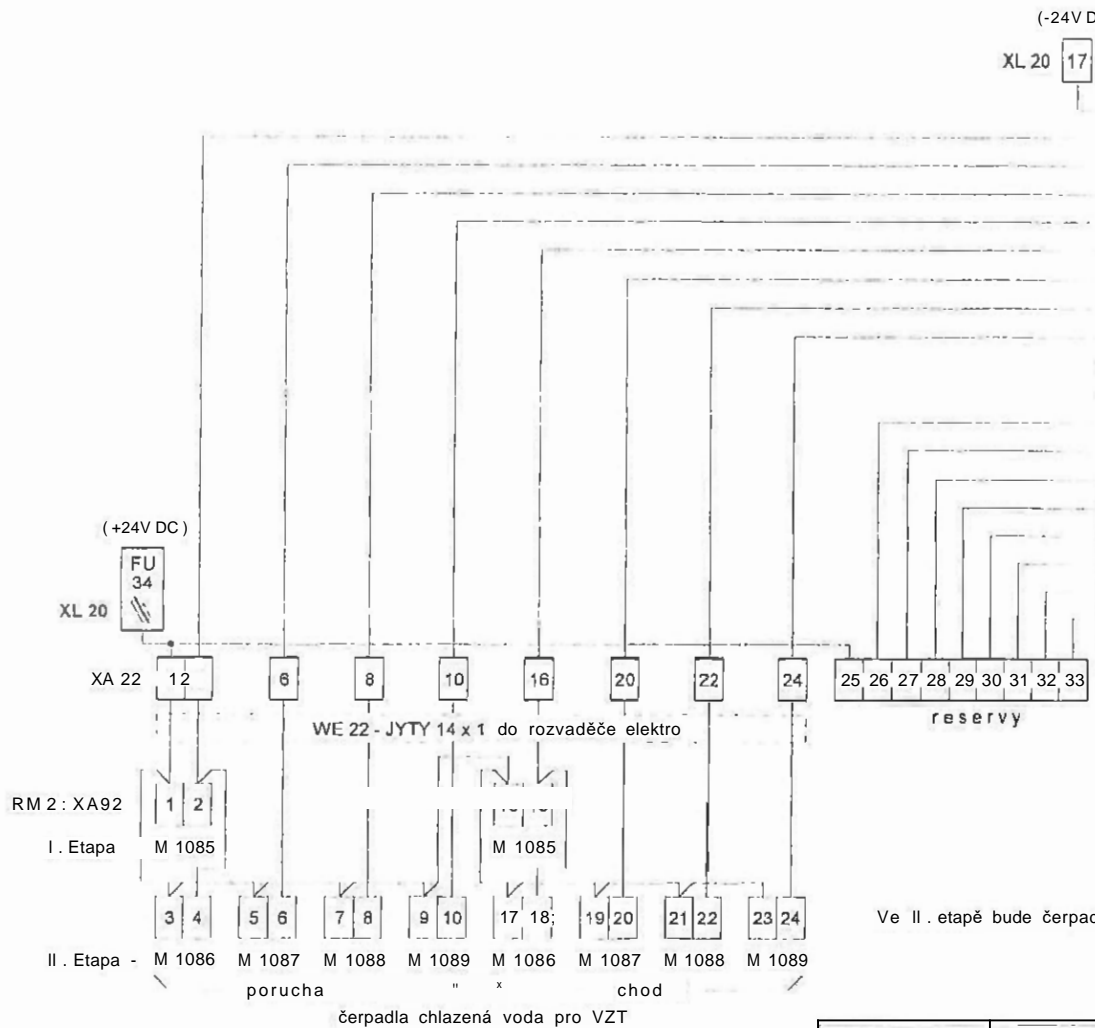 (-24V D
XL 20 17
(+24V DC)
FU
34
XL 20
XA 22 12 6 8 10 16 20 22 24 25 26 27 28 29 30 31 32 33
reservy
WE 22 - JYTY 14 x 1 do rozvaděče elektro
RM 2 : XA92 1 2
I . Etapa M 1085 M 1085
3 4 5 6 7 8 9 10 17 18 19 20 21 22 23 24
Ve II . etapě bude čerpad
II . Etapa - M 1086 M 1087 M 1088 M 1089 M 1086 M 1087 M 1088 M 1089
porucha " x chod
čerpadla chlazená voda pro VZT